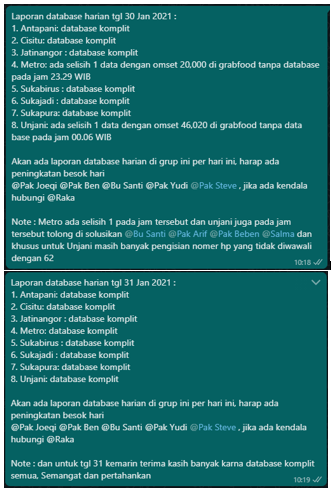 Laporan database harian tgl 30 Jan 2021 :
1. Antapani: database komplit
2. Cisitu: database komplit
3. Jatinangor : database komplit
4. Metro: ada selisih 1 data dengan omset 20,000 di grabfood tanpa database
pada jam 23.29 WIB
5. Sukabirus : database komplit
6. Sukajadi : database komplit
7. Sukapura: database komplit
8. Unjani: ada selisih 1 data dengan omset 46,020 di grabfood tanpa data
base pada jam 00.06 WIB
Akan ada laporan database harian di grup ini per hari ini, harap ada
peningkatan besok hari
@Pak Joeqi @Pak Ben @Bu Santi @Pak Yudi @Pak Steve , jika ada kendala
hubungi @Raka
Note : Metro ada selisih 1 pada jam tersebut dan unjani juga pada jam
tersebut tolong di solusikan @Bu Santi @Pak Arif @Pak Beben @Salma dan
khusus untuk Unjani masih banyak pengisian nomer hp yang tidak diwawali
dengan 62
10:18
Laporan database harian tgl 31 Jan 2021 :
1. Antapani: database komplit
2. Cisitu: database komplit
3. Jatinangor : database komplit
4. Metro: database komplit
5. Sukabirus : database komplit
6. Sukajadi : database komplit
7. Sukapura: database komplit
8. Unjani: database komplit
Akan ada laporan database harian di grup ini per hari ini, harap ada
peningkatan besok hari
@Pak Joeqi @Pak Ben @Bu Santi @Pak Yudi @Pak Steve , jika ada kendala
hubungi @Raka
Note : dan untuk tgl 31 kemarin terima kasih banyak karna database komplit
semua, Semangat dan pertahankan
10:19